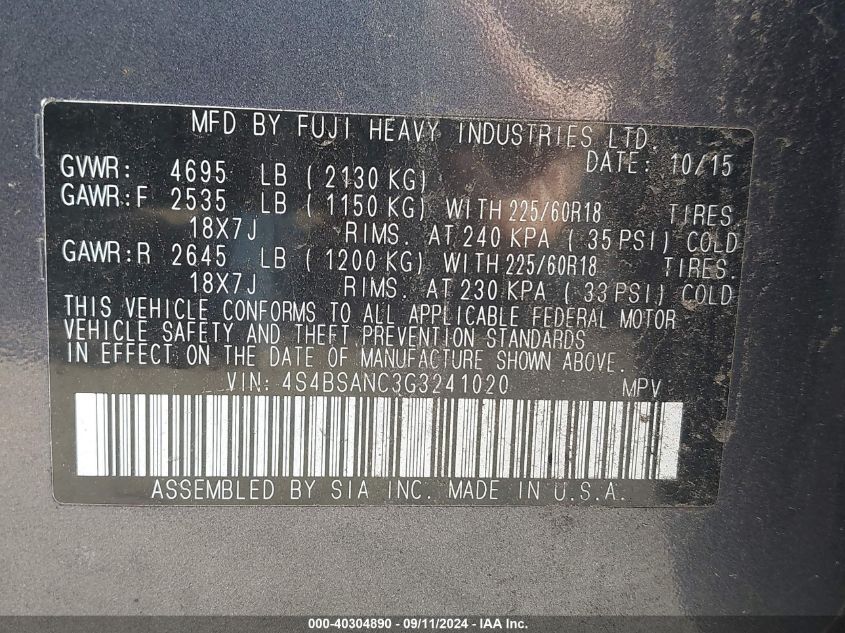 MFD BY FUJI HEAVY INDUSTRIES LTD.
DATE: 10/15
GVWR: 4695 LB ( 2130 KG)
GAWR:F 2535 LB ( 1150 KG) WITH 225/60R18 TIRES.
18X7J RIMS. AT 240 KPA ( 35 PSI) COLD
GAWR:R 2645 LB ( 1200 KG) WITH 225/60R18 TIRES.
18X7J RIMS. AT 230 KPA ( 33 PSI) COLD
THIS VEHICLE CONFORMS TO ALL APPLICABLE FEDERAL MOTOR
VEHICLE SAFETY AND THEFT PREVENTION STANDARDS
IN EFFECT ON THE DATE OF MANUFACTURE SHOWN ABOVE.
VIN: 4S4BSANC3G3241020 MPV
ASSEMBLED BY SIA INC. MADE IN U.S.A.
000-40304890 - 09/11/2024 - IAA Inc.